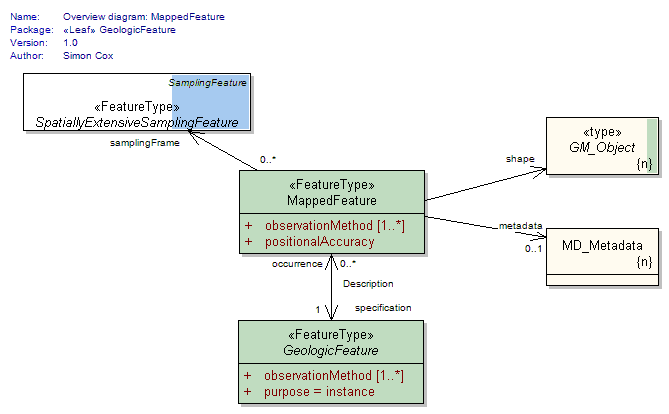 Name: Overview diagram: MappedFeature
Package: «Leaf» GeologicFeature
Version: 1.0
Author: Simon Cox
SamplingFeature
«FeatureType»
SpatiallyExtensiveSamplingFeature
samplingFrame
0..*
«type»
GM_Object
{n}
shape
«FeatureType»
MappedFeature
+ observationMethod [1..*]
+ positionalAccuracy
metadata
0..1
MD_Metadata
{n}
occurrence 0..*
Description
1 specification
«FeatureType»
GeologicFeature
+ observationMethod [1..*]
+ purpose = instance